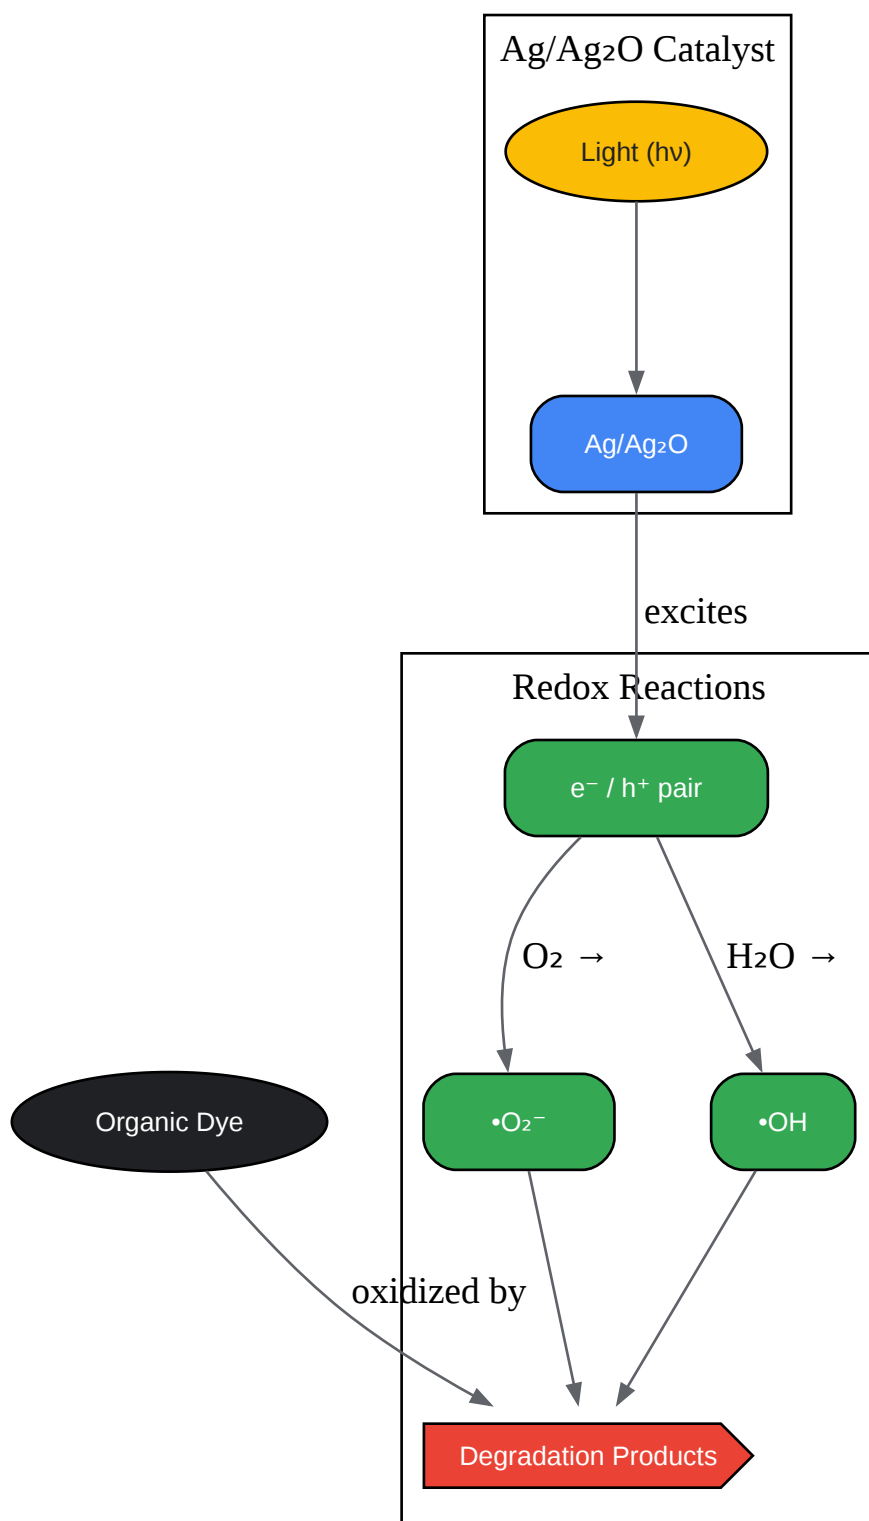 Ag/Ag₂O Catalyst
Light (hν)
Ag/Ag₂O
excites
Redox Reactions
e⁻ / h⁺ pair
O₂ →
H₂O →
Organic Dye
•O₂⁻
•OH
oxidized by
Degradation Products